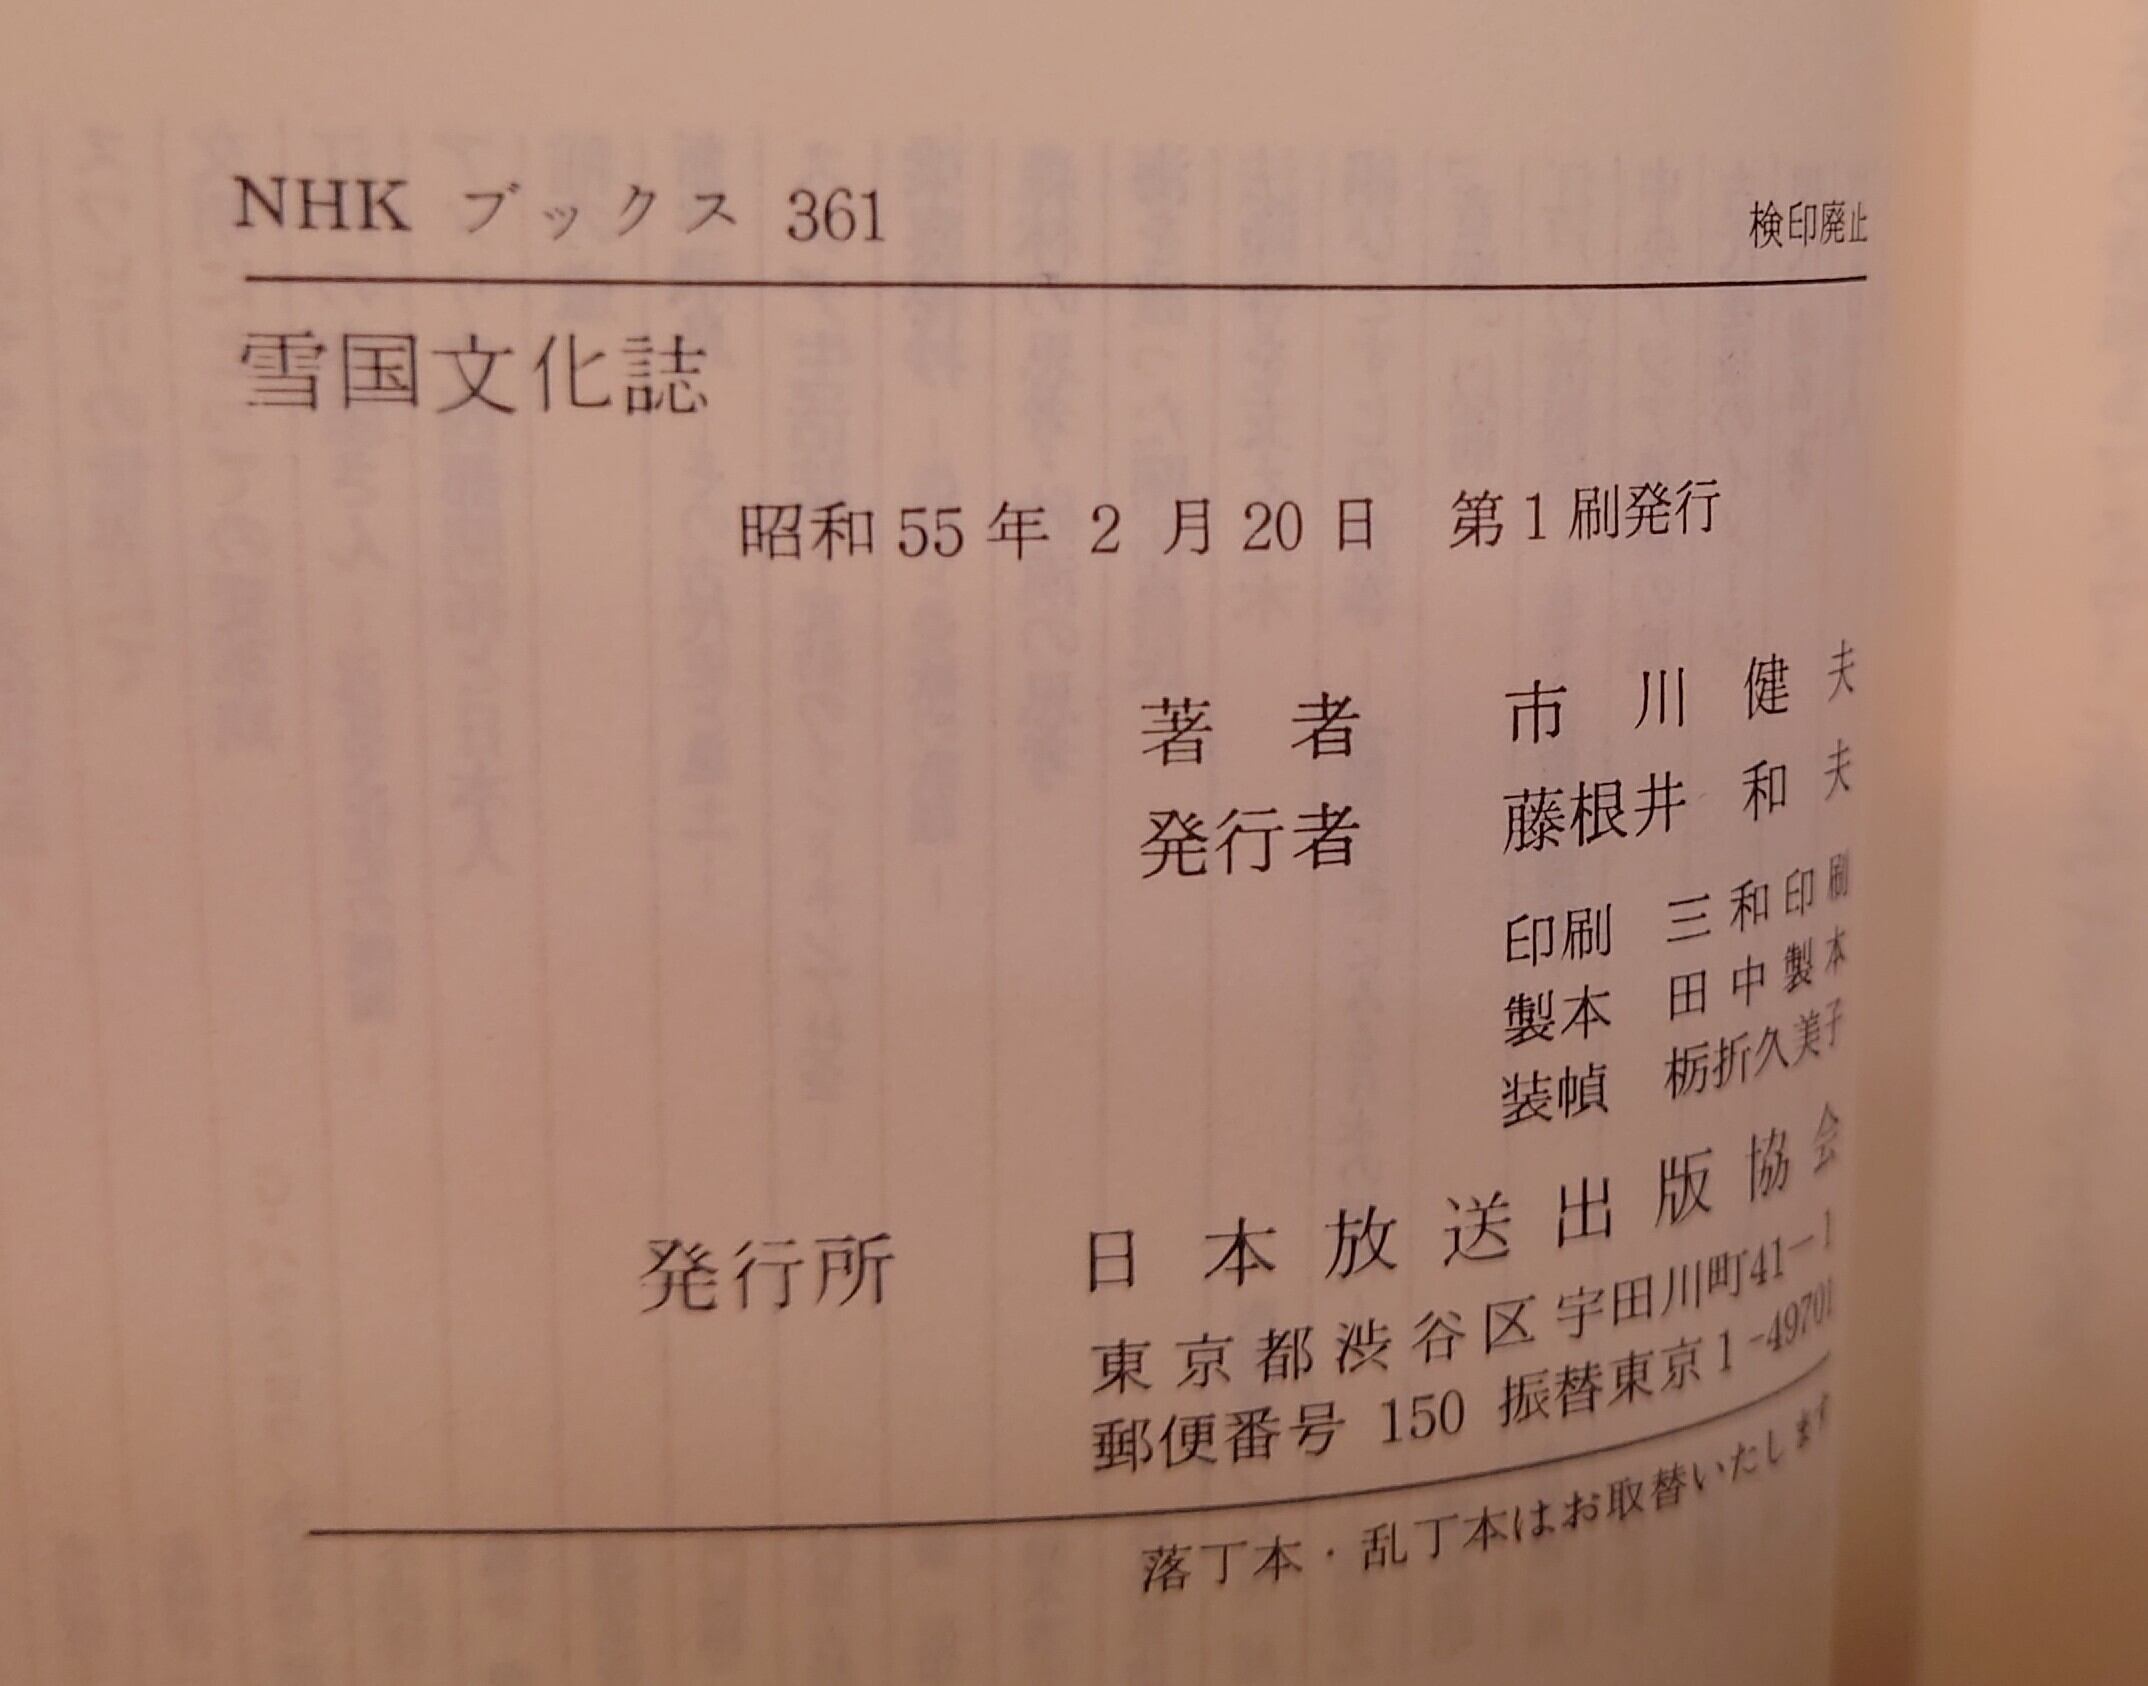 NHK ブックス 361
検印廃止
雪国文化誌
昭和55年2月20日 第1刷発行
著者 市川健夫
発行者 藤根井和夫
印刷 三和印刷
製本 田中製本
装幀 栃折久美子
発行所 日本放送出版協会
東京都渋谷区宇田川町41-1
郵便番号 150 振替東京1-49701
落丁本・乱丁本はお取替いたします